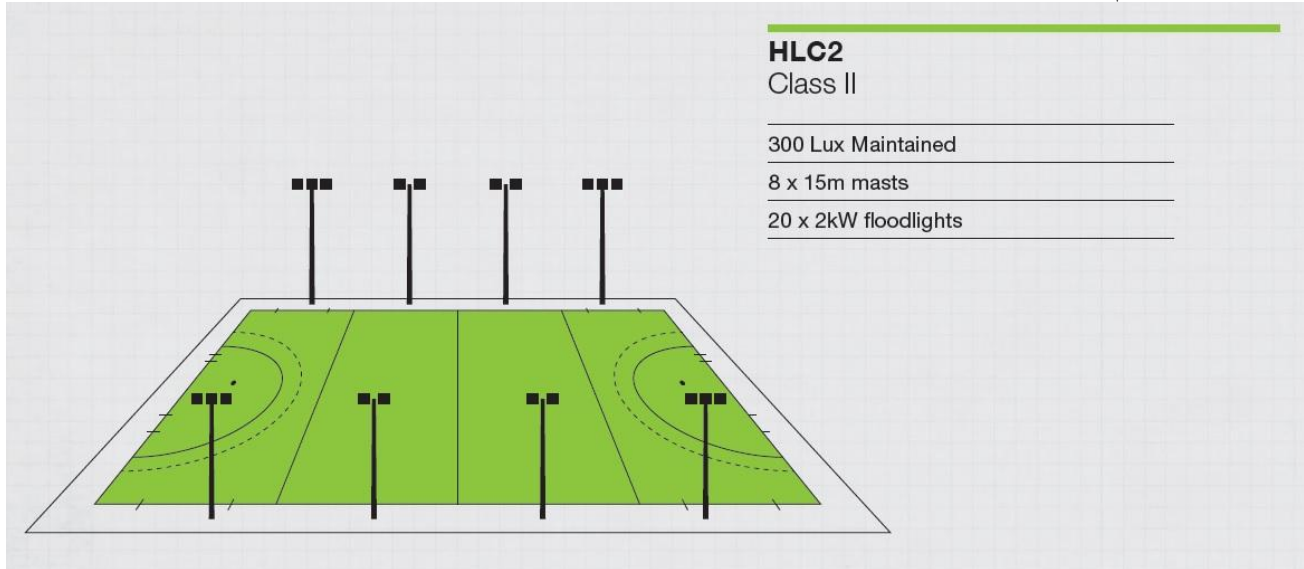 HLC2
Class II
300 Lux Maintained
8 x 15m masts
20 x 2kW floodlights